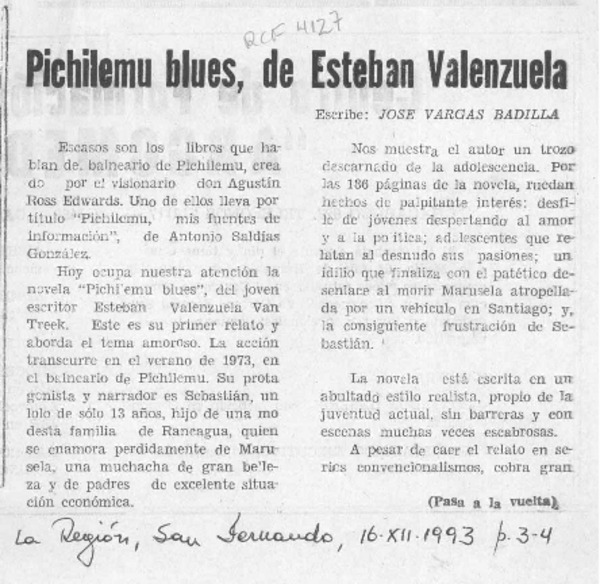 RCF 4127
Pichilemu blues, de Esteban Valenzuela
Escribe: JOSE VARGAS BADILLA
Escasos son los libros que ha-
blan del balneario de Pichilemu, crea
do por el visionario don Agustín
Ross Edwards. Uno de ellos lleva por
título "Pichilemu, mis fuentes de
información", de Antonio Saldías
González.
Hoy ocupa nuestra atención la
novela "Pichi'emu blues", del joven
escritor Esteban Valenzuela Van
Treek. Este es su primer relato y
aborda el tema amoroso. La acción
transcurre en el verano de 1973, en
el balneario de Pichilemu. Su prota
gonista y narrador es Sebastián, un
lolo de sólo 13 años, hijo de una mo
desta familia de Rancagua, quien
se enamora perdidamente de Maru-
sela, una muchacha de gran be'le-
za y de padres de excelente situa-
ción económica.
Nos muestra el autor un trozo
descarnado de la adolescencia. Por
las 186 páginas de la novela, ruedan
hechos de palpitante interés: desfi-
le de jóvenes despertando al amor
y a la po ítica; adolescentes que re-
latan al desnudo sus pasiones; un
idilio que finaliza con el patético de-
senlace al morir Marusela atropella-
da por un vehículo en Santiago; y,
la consiguiente frustración de Se-
bastián.
La novela está escrita en un
abultado estilo realista, propio de la
juventud actual, sin barreras y con
escenas muchas veces escabrosas.
A pesar de caer el relato en se-
ries convencionalismos, cobra gran
(Pasa a la vuelta)
La Región, San Fernando, 16-XII-1993 p. 3-4